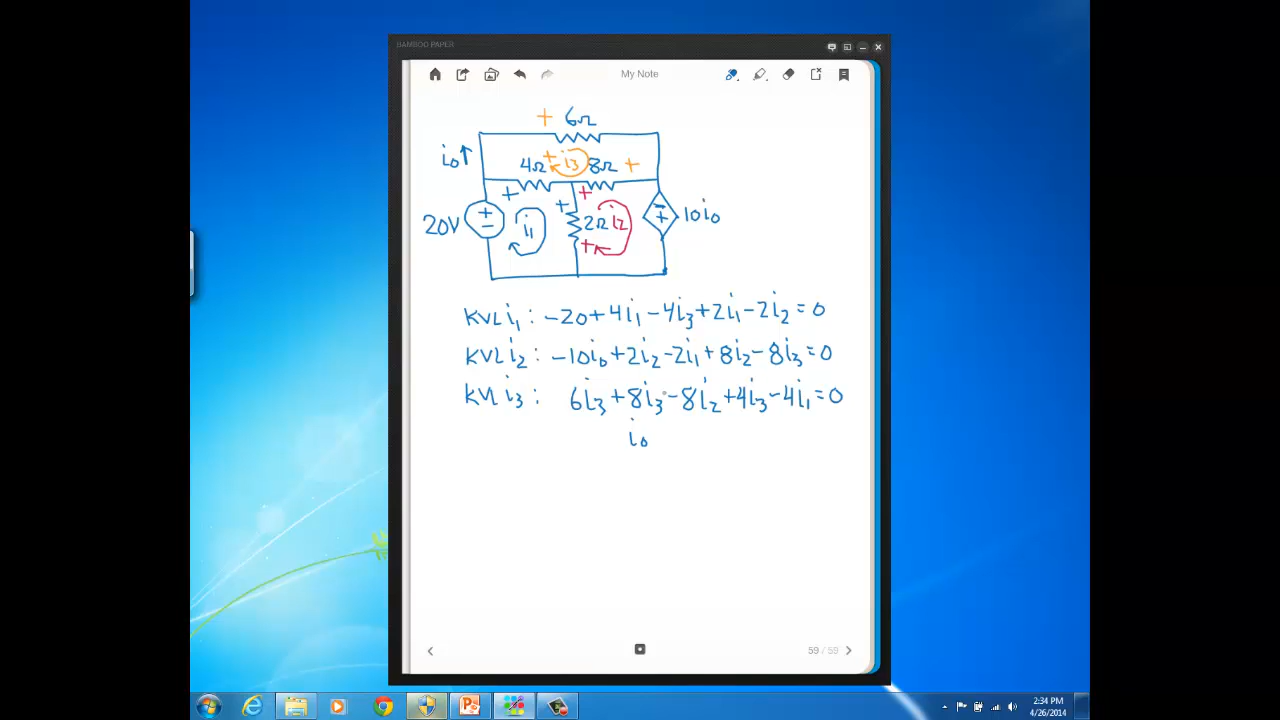 BAMBOO PAPER
My Note
+ 6Ω
i₀ ↑ 4Ω + i₃ 8Ω +
+ + +
20V + − i₁ 2Ω i₂ − + 10i₀
+
KVL i₁ : −20 + 4i₁ − 4i₃ + 2i₁ − 2i₂ = 0
KVL i₂ : −10i₀ + 2i₂ − 2i₁ + 8i₂ − 8i₃ = 0
KVL i₃ : 6i₃ + 8i₃ − 8i₂ + 4i₃ − 4i₁ = 0
i₀
59 / 59
2:34 PM
4/26/2014